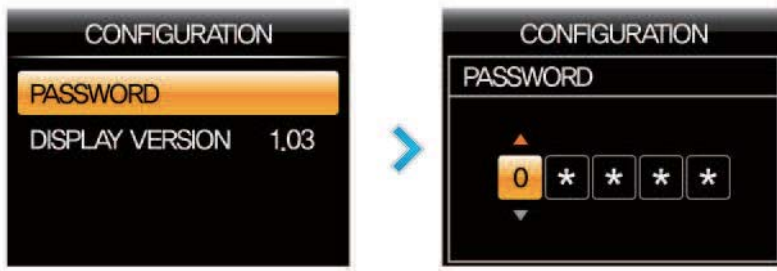 CONFIGURATION
PASSWORD
DISPLAY VERSION 1.03
CONFIGURATION
PASSWORD
0 * * * *